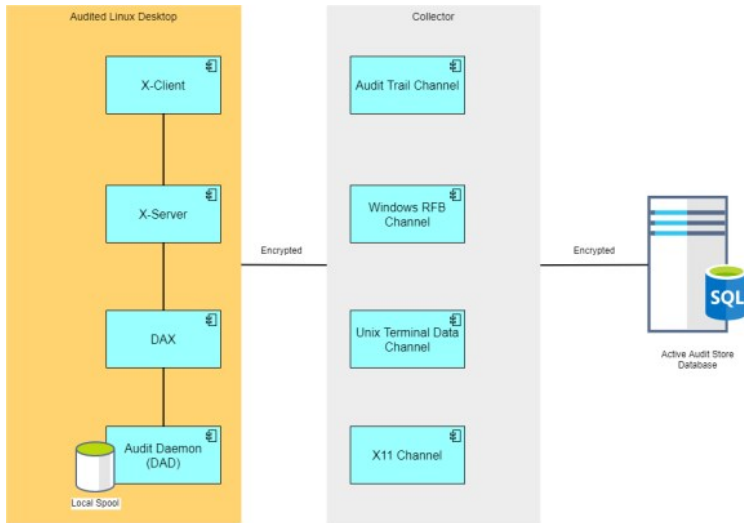 Audited Linux Desktop
X-Client
X-Server
DAX
Audit Daemon
(DAD)
Local Spool
Encrypted
Collector
Audit Trail Channel
Windows RFB
Channel
Unix Terminal Data
Channel
X11 Channel
Encrypted
SQL
Active Audit Store
Database